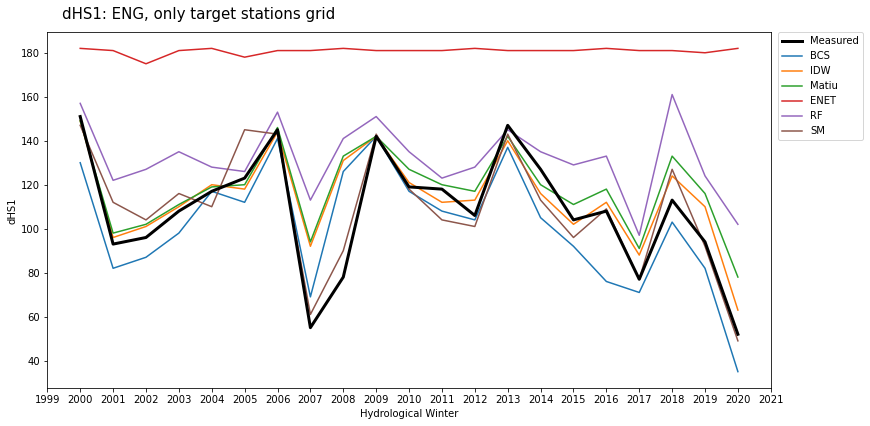 dHS1: ENG, only target stations grid
180
160
140
120
100
80
60
40
dHS1
1999 2000 2001 2002 2003 2004 2005 2006 2007 2008 2009 2010 2011 2012 2013 2014 2015 2016 2017 2018 2019 2020 2021
Hydrological Winter
Measured
BCS
IDW
Matiu
ENET
RF
SM